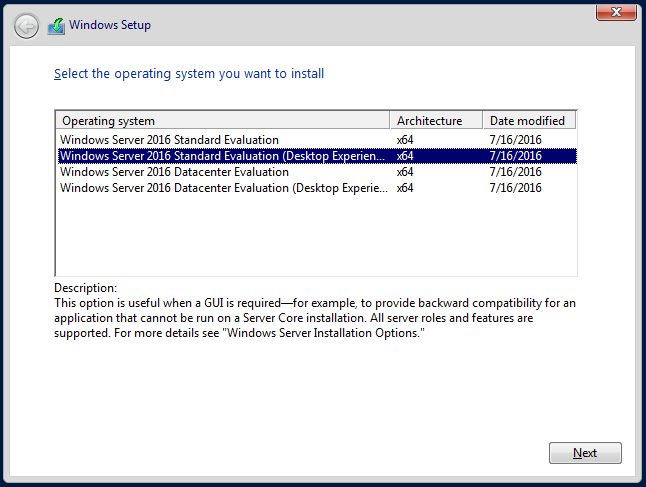 Windows Setup
Select the operating system you want to install
Operating system Architecture Date modified
Windows Server 2016 Standard Evaluation x64 7/16/2016
Windows Server 2016 Standard Evaluation (Desktop Experien... x64 7/16/2016
Windows Server 2016 Datacenter Evaluation x64 7/16/2016
Windows Server 2016 Datacenter Evaluation (Desktop Experie... x64 7/16/2016
Description:
This option is useful when a GUI is required—for example, to provide backward compatibility for an
application that cannot be run on a Server Core installation. All server roles and features are
supported. For more details see "Windows Server Installation Options."
Next